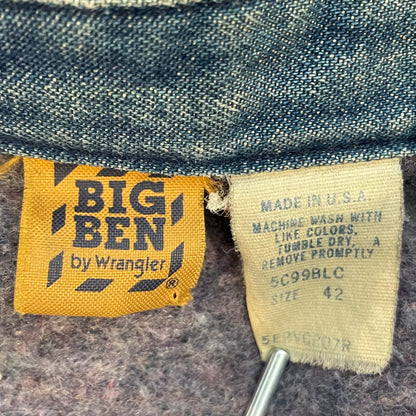 BIG
BEN
by Wrangler
®
MADE IN U.S.A.
MACHINE WASH WITH
LIKE COLORS,
TUMBLE DRY, A
REMOVE PROMPTLY
5C99BLC
SIZE 42